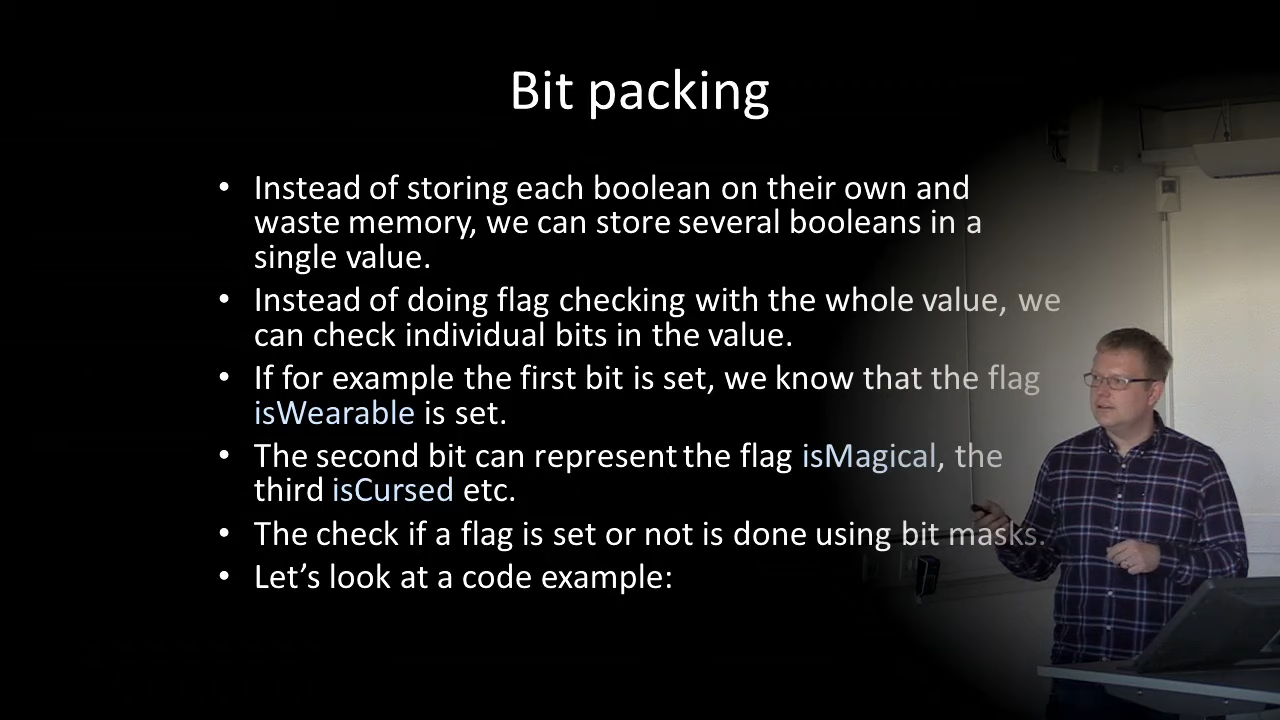 Bit packing
• Instead of storing each boolean on their own and
waste memory, we can store several booleans in a
single value.
• Instead of doing flag checking with the whole value, we
can check individual bits in the value.
• If for example the first bit is set, we know that the flag
isWearable is set.
• The second bit can represent the flag isMagical, the
third isCursed etc.
• The check if a flag is set or not is done using bit masks.
• Let’s look at a code example: